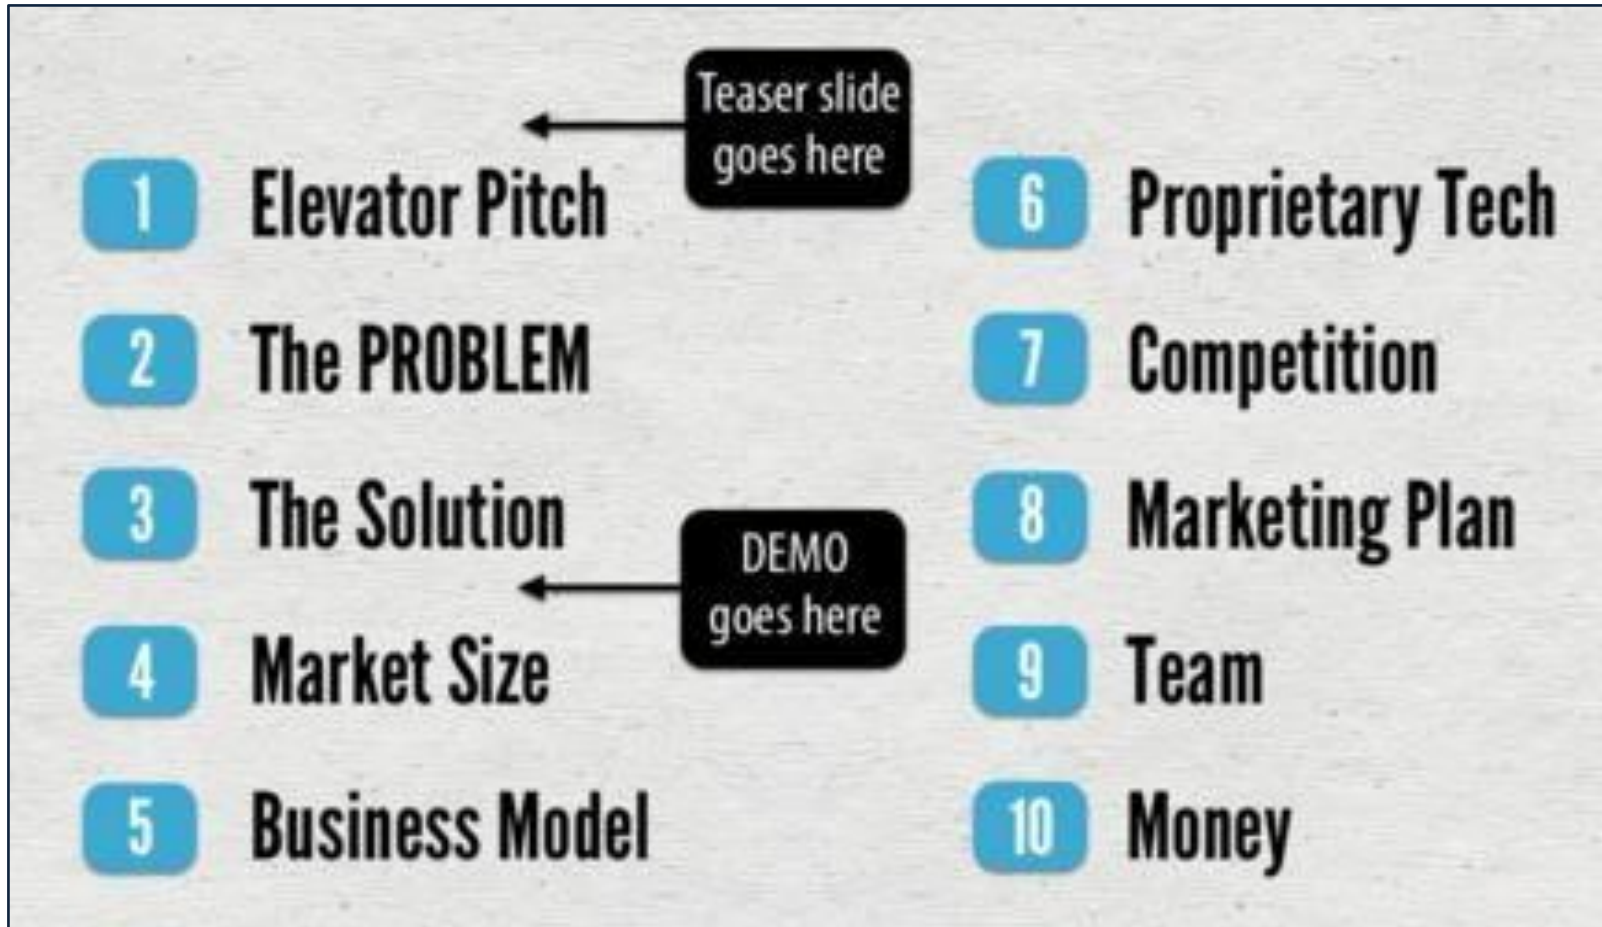 Teaser slide
goes here
1 Elevator Pitch
2 The PROBLEM
3 The Solution
DEMO
goes here
4 Market Size
5 Business Model
6 Proprietary Tech
7 Competition
8 Marketing Plan
9 Team
10 Money